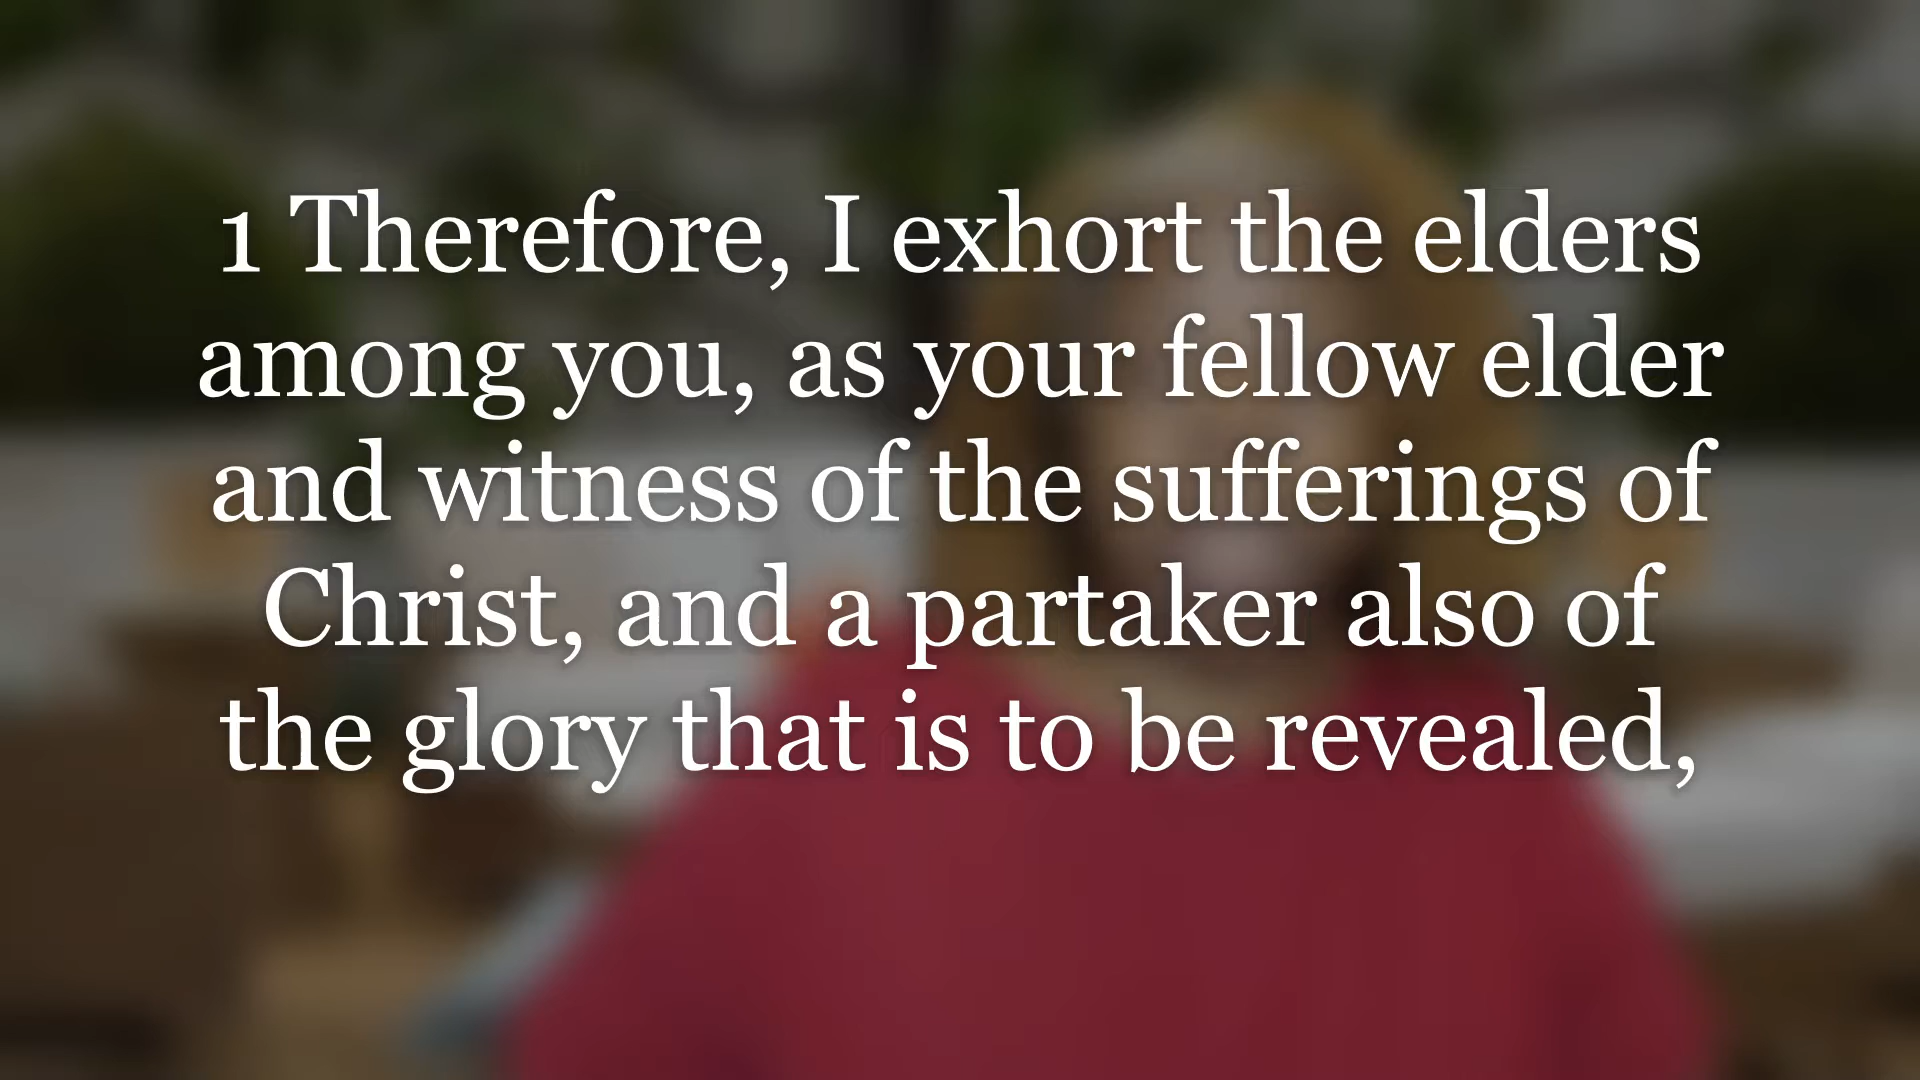 1 Therefore, I exhort the elders
among you, as your fellow elder
and witness of the sufferings of
Christ, and a partaker also of
the glory that is to be revealed,